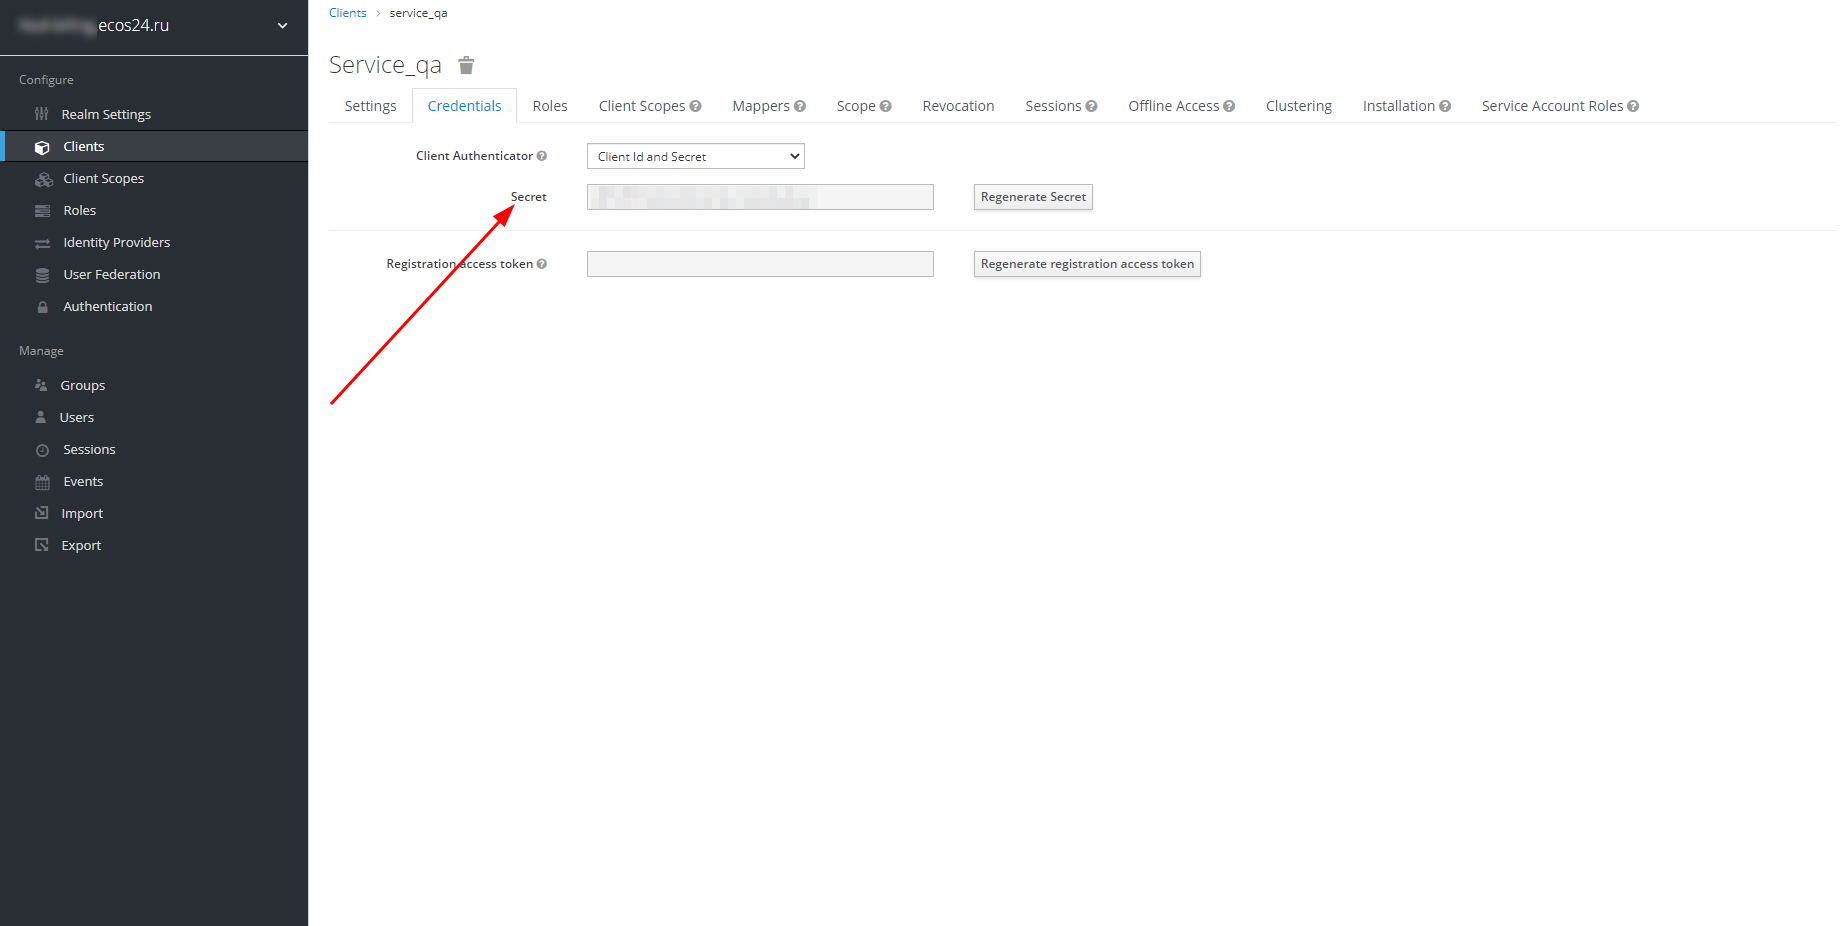 .ecos24.ru
Configure
Realm Settings
Clients
Client Scopes
Roles
Identity Providers
User Federation
Authentication
Manage
Groups
Users
Sessions
Events
Import
Export
Clients › service_qa
Service_qa
Settings Credentials Roles Client Scopes Mappers Scope Revocation Sessions Offline Access Clustering Installation Service Account Roles
Client Authenticator Client Id and Secret
Secret Regenerate Secret
Registration access token Regenerate registration access token